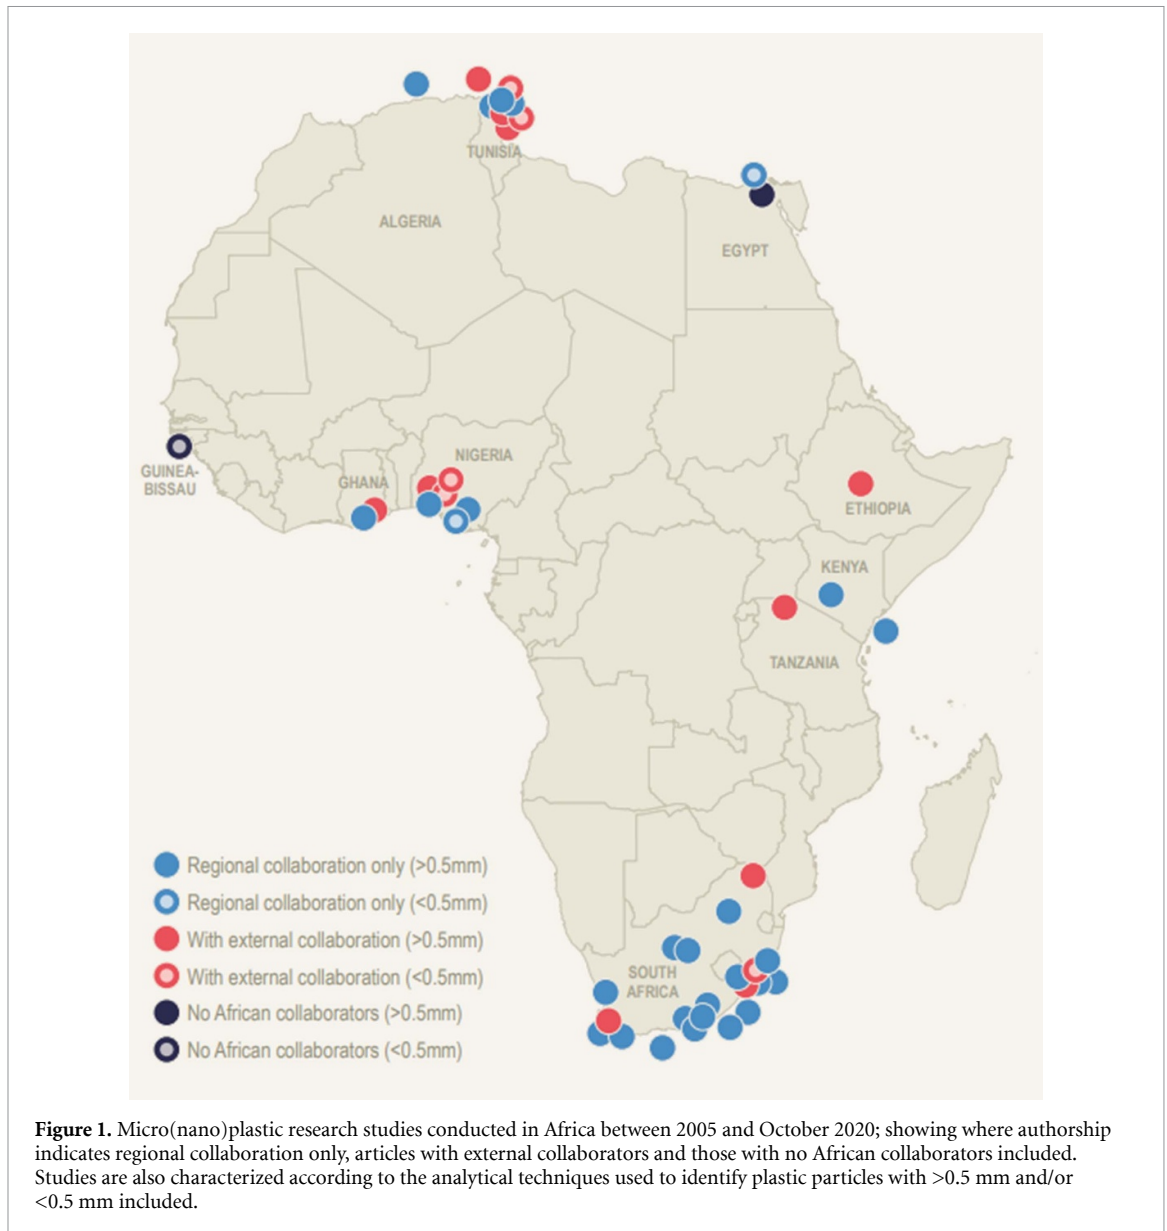 TUNISIA
ALGERIA
EGYPT
NIGERIA
GUINEA-
BISSAU
GHANA
ETHIOPIA
KENYA
TANZANIA
SOUTH
AFRICA
Regional collaboration only (>0.5mm)
Regional collaboration only (<0.5mm)
With external collaboration (>0.5mm)
With external collaboration (<0.5mm)
No African collaborators (>0.5mm)
No African collaborators (<0.5mm)
Figure 1. Micro(nano)plastic research studies conducted in Africa between 2005 and October 2020; showing where authorship
indicates regional collaboration only, articles with external collaborators and those with no African collaborators included.
Studies are also characterized according to the analytical techniques used to identify plastic particles with >0.5 mm and/or
<0.5 mm included.